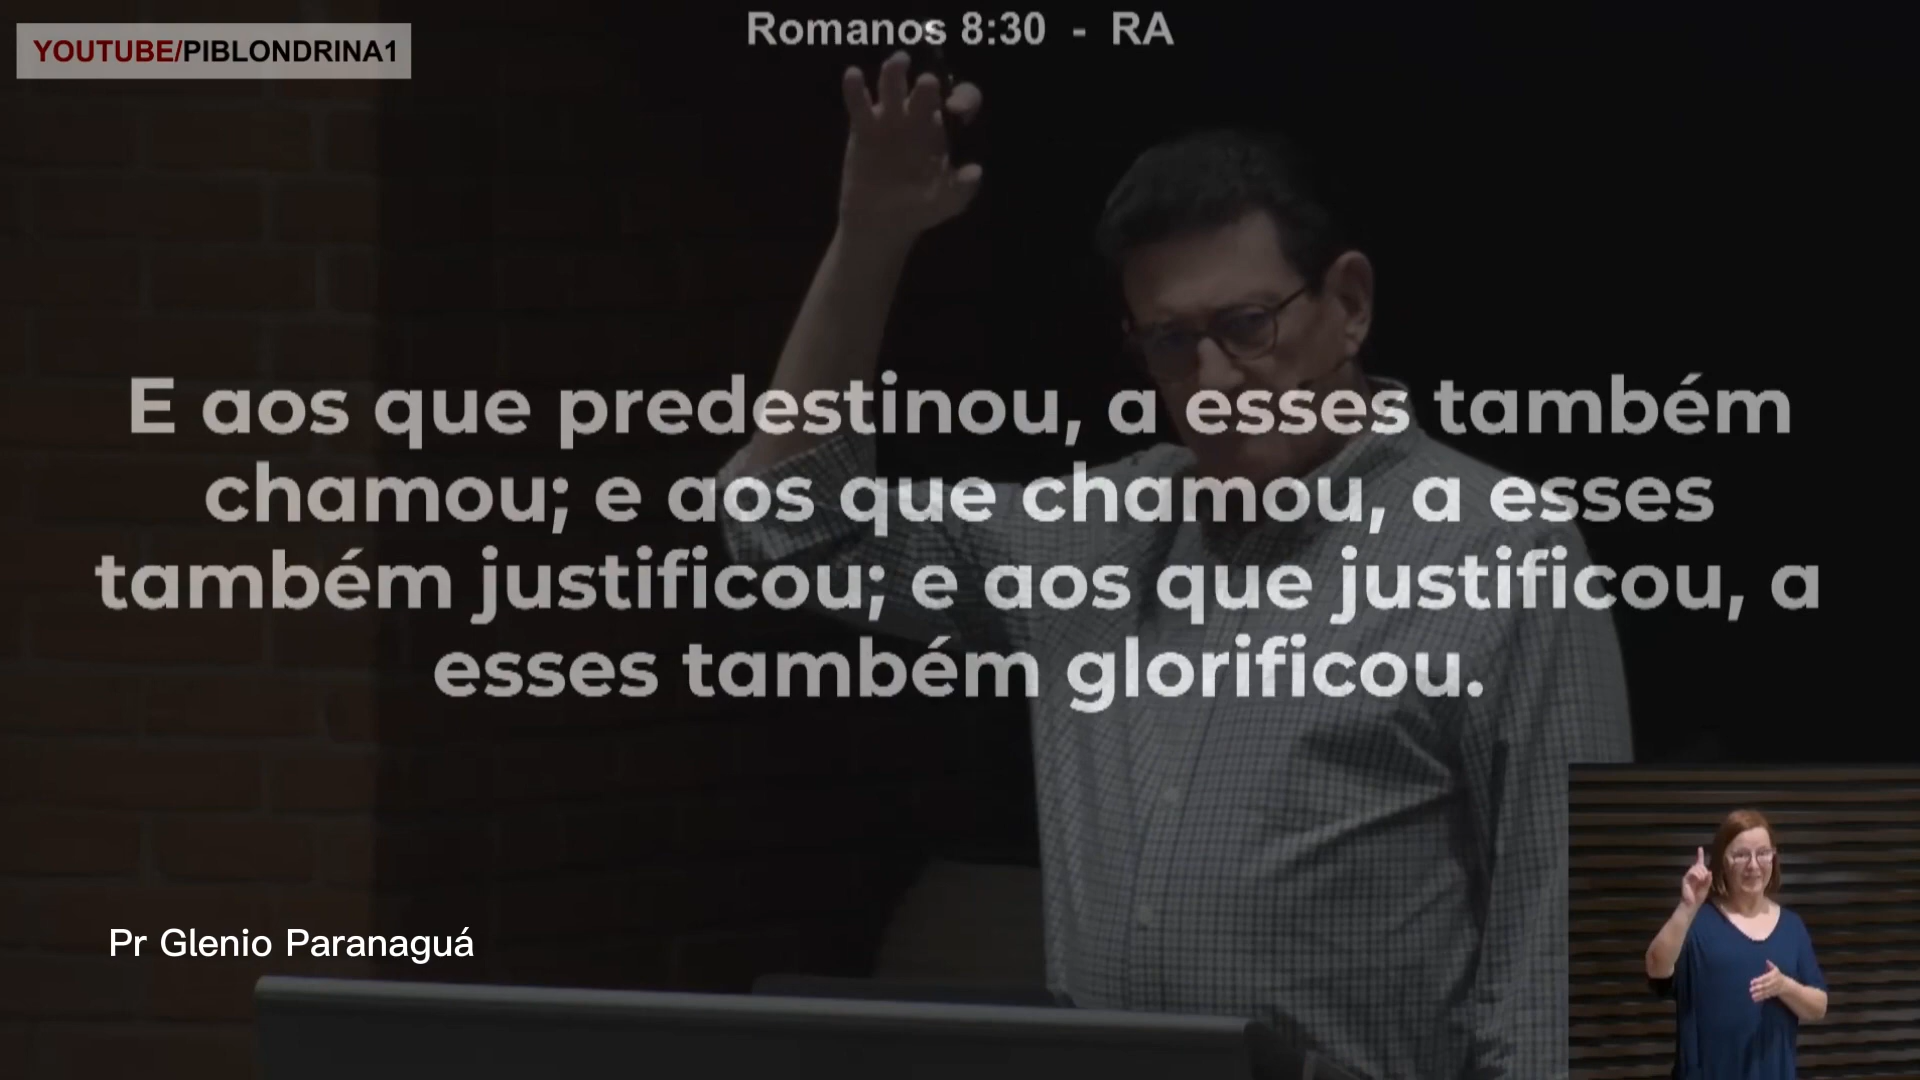 YOUTUBE/PIBLONDRINA1
Romanos 8:30 - RA
E aos que predestinou, a esses também
chamou; e aos que chamou, a esses
também justificou; e aos que justificou, a
esses também glorificou.
Pr Glenio Paranaguá